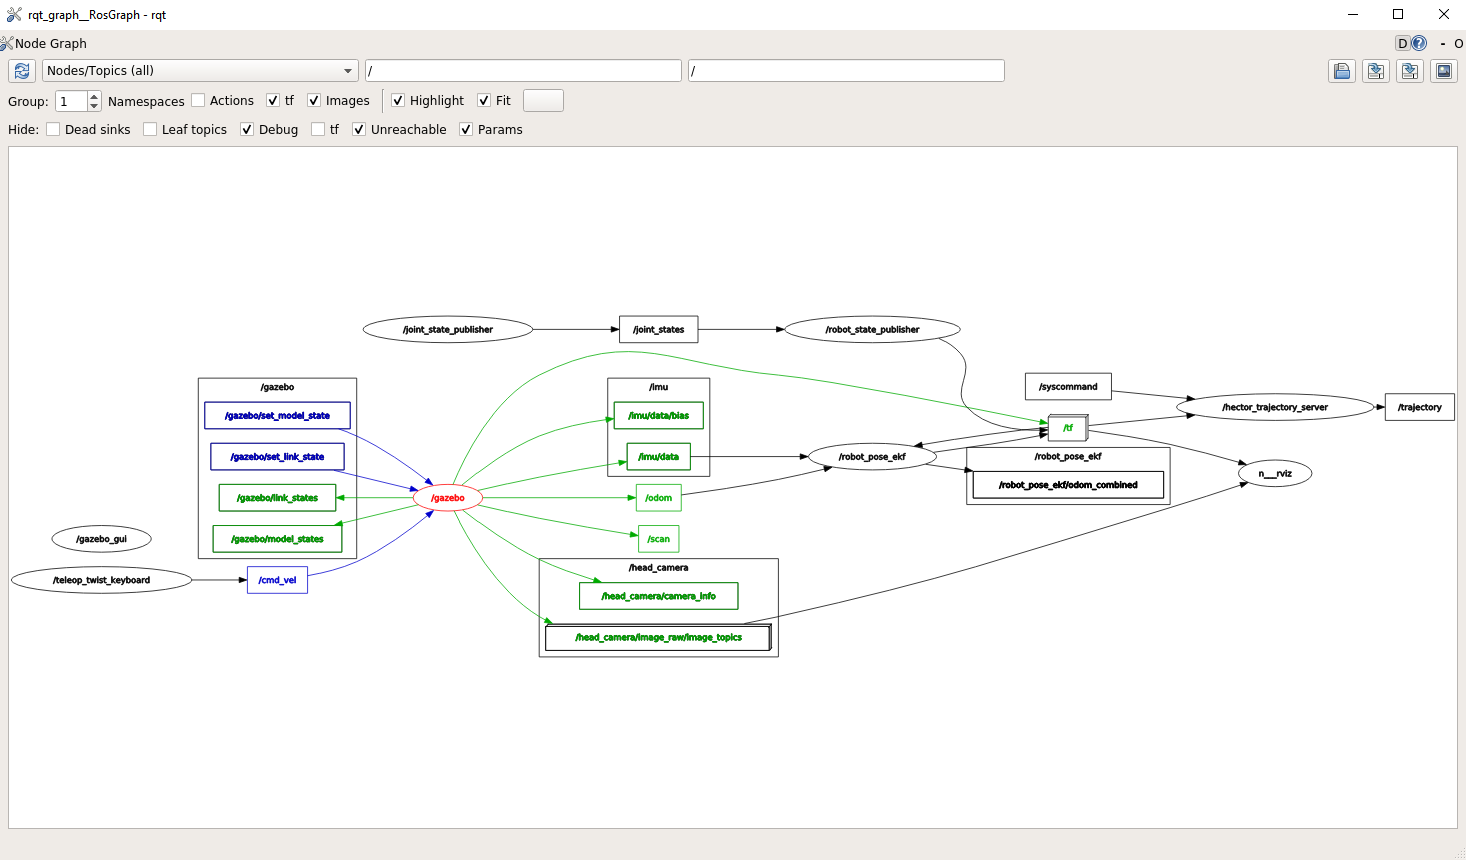 rqt_graph__RosGraph - rqt
Node Graph
D ? - O
Nodes/Topics (all) / /
Group: 1 Namespaces Actions tf Images Highlight Fit
Hide: Dead sinks Leaf topics Debug tf Unreachable Params
/joint_state_publisher
/joint_states
/robot_state_publisher
/gazebo
/gazebo/set_model_state
/gazebo/set_link_state
/gazebo/link_states
/gazebo/model_states
/gazebo_gui
/teleop_twist_keyboard
/cmd_vel
/gazebo
/imu
/imu/data/bias
/imu/data
/odom
/scan
/head_camera
/head_camera/camera_info
/head_camera/image_raw/image_topics
/robot_pose_ekf
/syscommand
/tf
/robot_pose_ekf
/robot_pose_ekf/odom_combined
/hector_trajectory_server
/trajectory
n__rviz